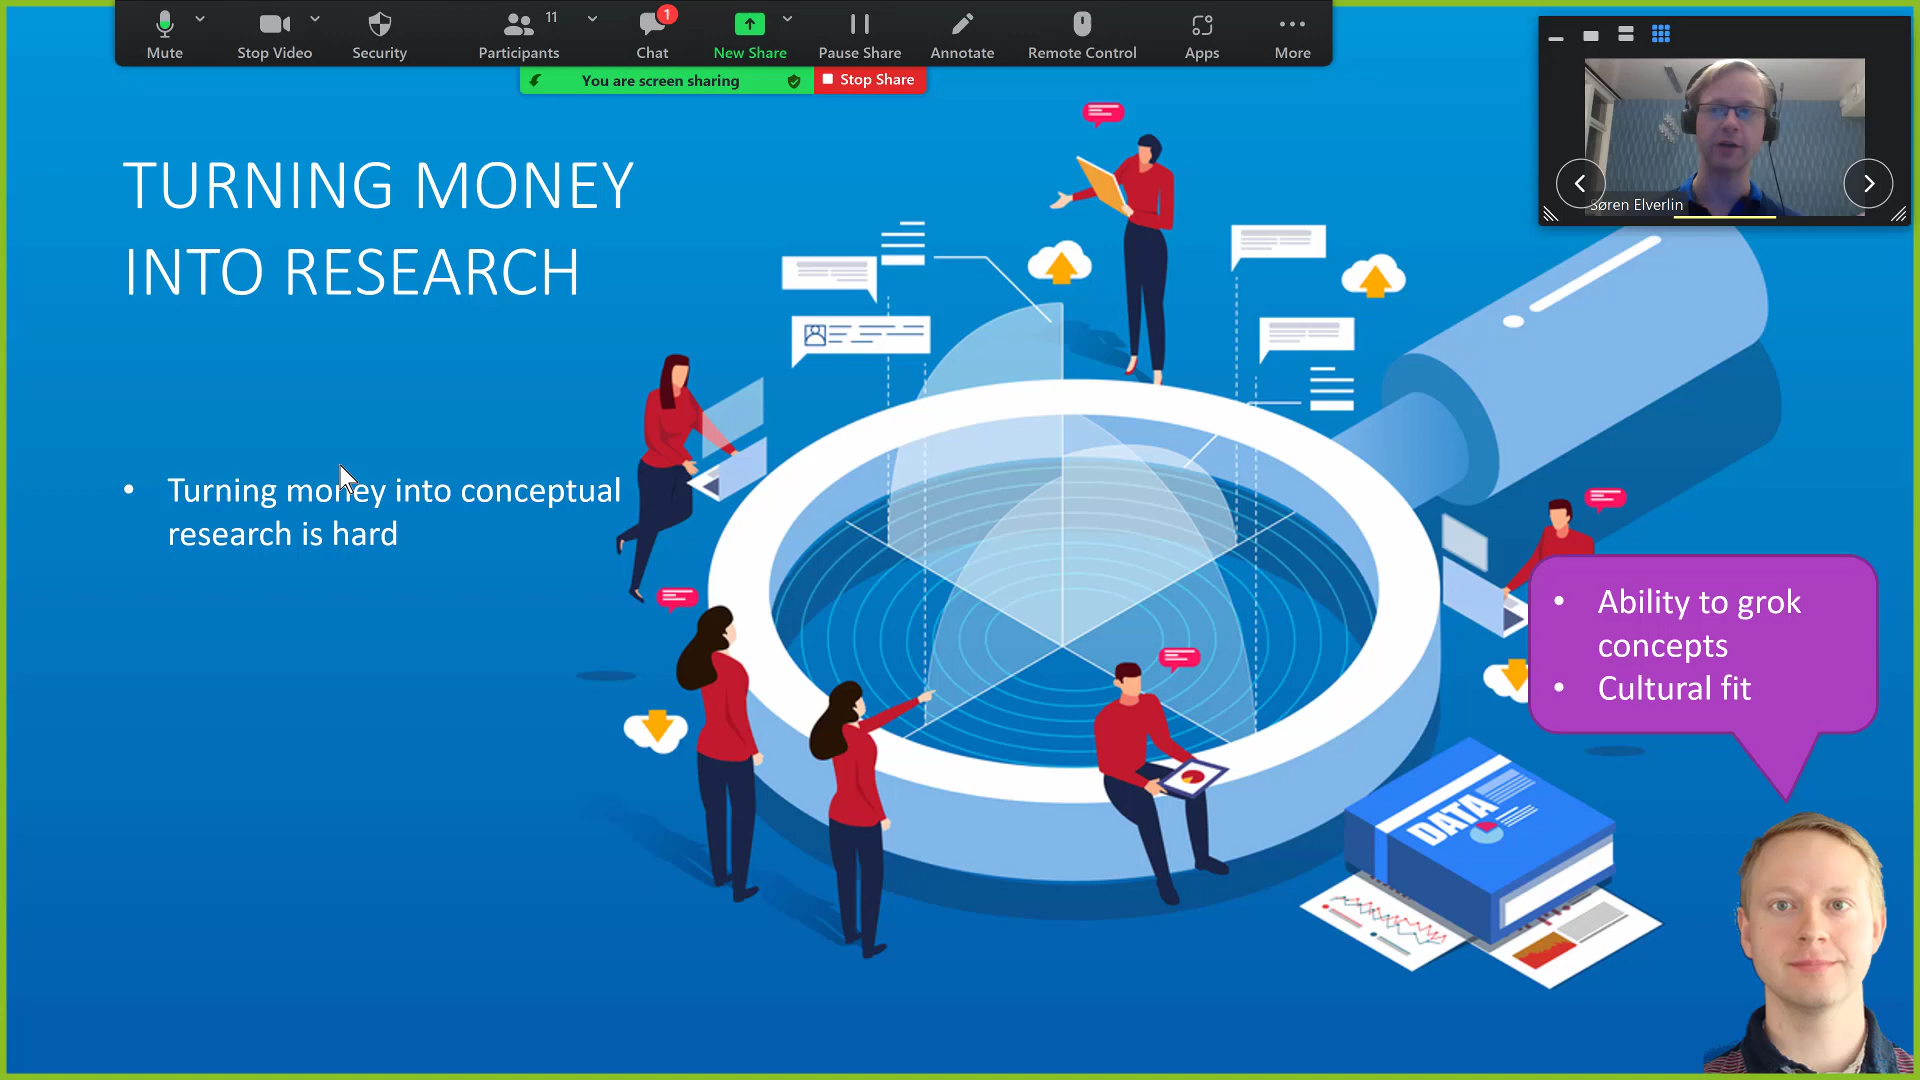 Mute
Stop Video
Security
Participants
11
Chat
1
New Share
Pause Share
Annotate
Remote Control
Apps
More
You are screen sharing
Stop Share
Søren Elverlin
TURNING MONEY
INTO RESEARCH
• Turning money into conceptual
research is hard
• Ability to grok
concepts
• Cultural fit
DATA